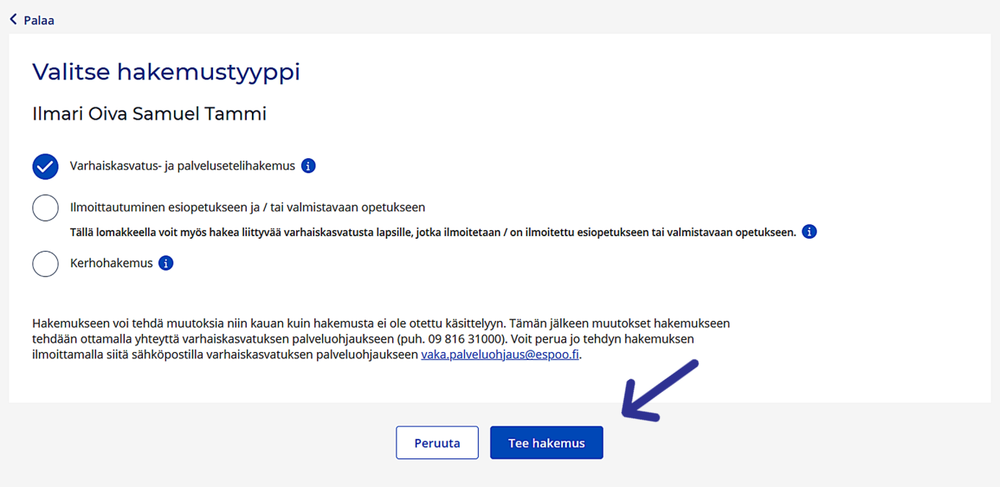 Palaa
Valitse hakemustyyppi
Ilmari Oiva Samuel Tammi
Varhaiskasvatus- ja palvelusetelihakemus
Ilmoittautuminen esiopetukseen ja / tai valmistavaan opetukseen
Tällä lomakkeella voit myös hakea liittyvää varhaiskasvatusta lapsille, jotka ilmoitetaan / on ilmoitettu esiopetukseen tai valmistavaan opetukseen.
Kerhohakemus
Hakemukseen voi tehdä muutoksia niin kauan kuin hakemusta ei ole otettu käsittelyyn. Tämän jälkeen muutokset hakemukseen
tehdään ottamalla yhteyttä varhaiskasvatuksen palveluohjaukseen (puh. 09 816 31000). Voit perua jo tehdyn hakemuksen
ilmoittamalla siitä sähköpostilla varhaiskasvatuksen palveluohjaukseen vaka.palveluohjaus@espoo.fi.
Peruuta
Tee hakemus